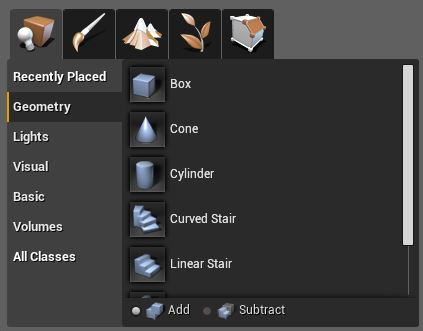 Recently Placed
Geometry
Lights
Visual
Basic
Volumes
All Classes
Box
Cone
Cylinder
Curved Stair
Linear Stair
Add
Subtract